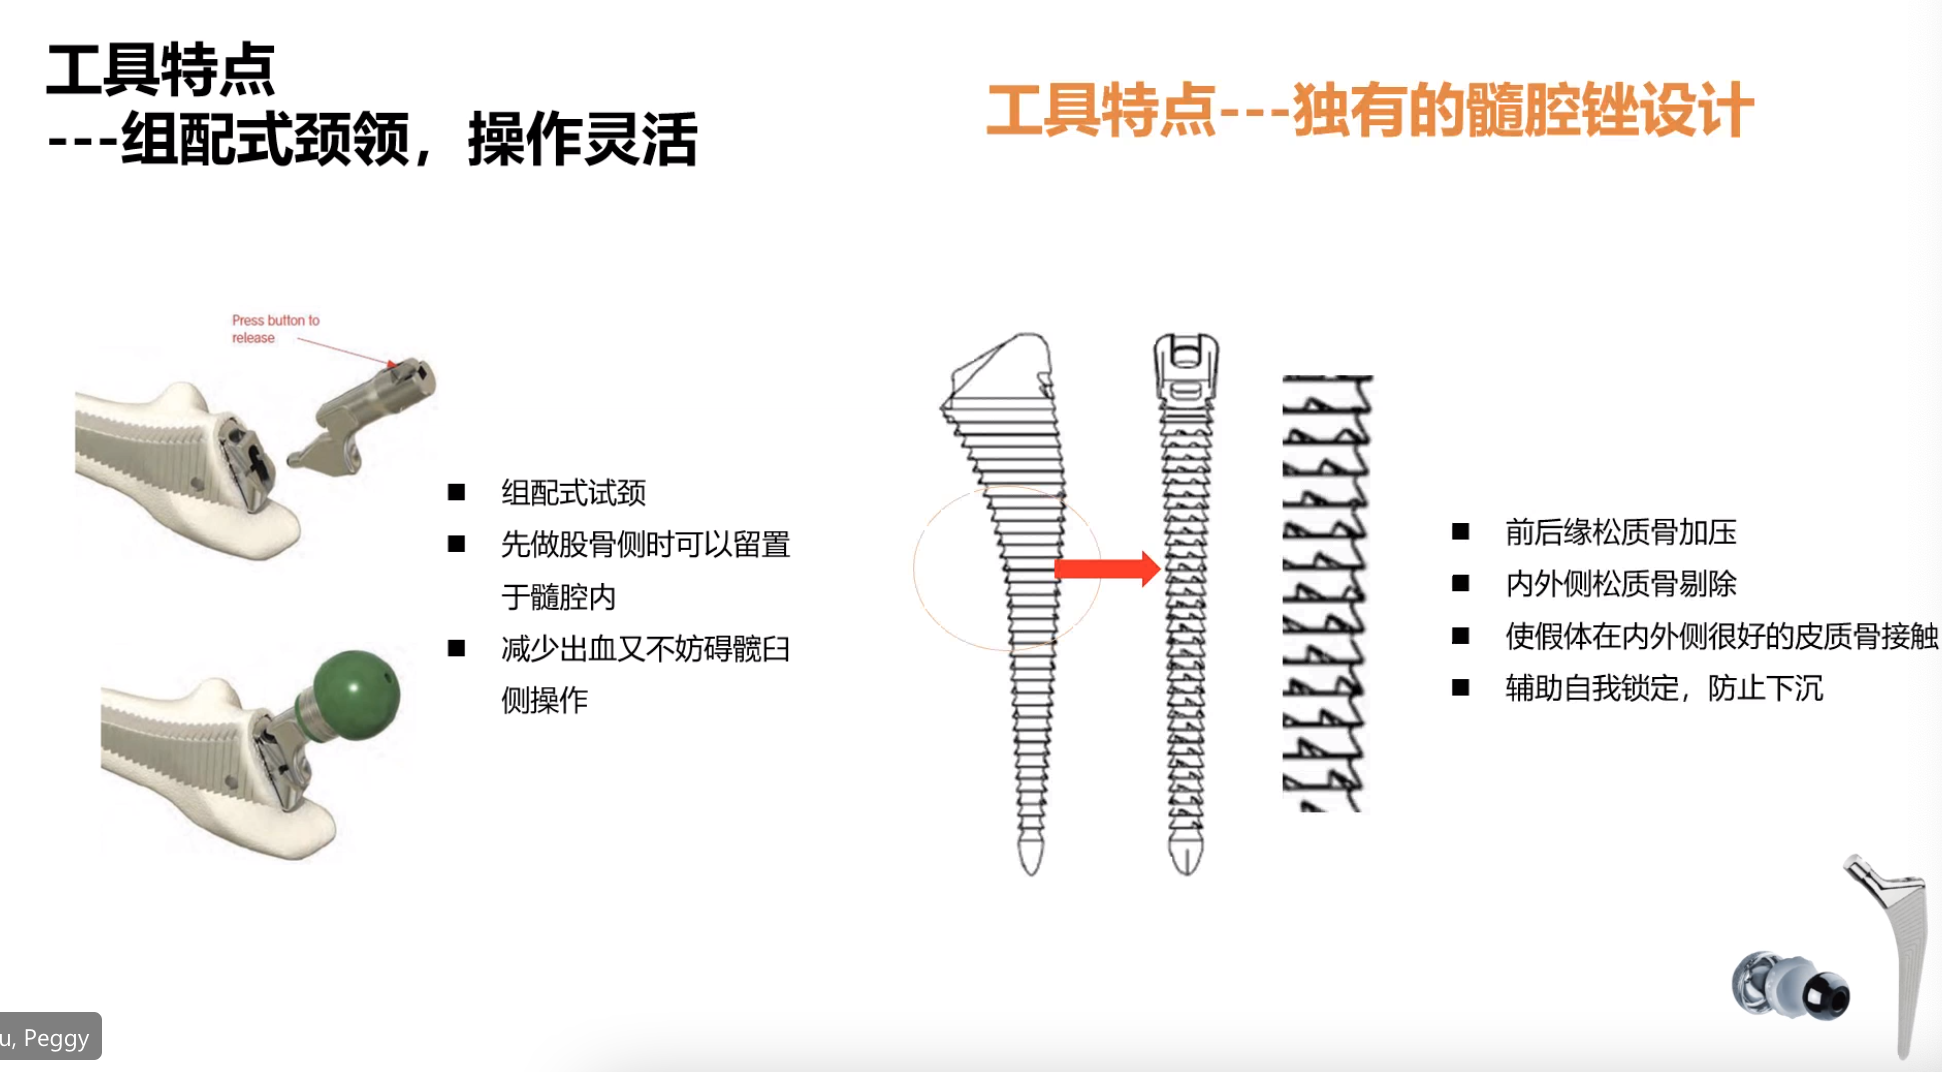 工具特点
---组配式颈领，操作灵活
工具特点---独有的髓腔锉设计
Press button to
release
■ 组配式试颈
■ 先做股骨侧时可以留置
于髓腔内
■ 减少出血又不妨碍髋臼
侧操作
■ 前后缘松质骨加压
■ 内外侧松质骨剔除
■ 使假体在内外侧很好的皮质骨接触
■ 辅助自我锁定，防止下沉
u, Peggy